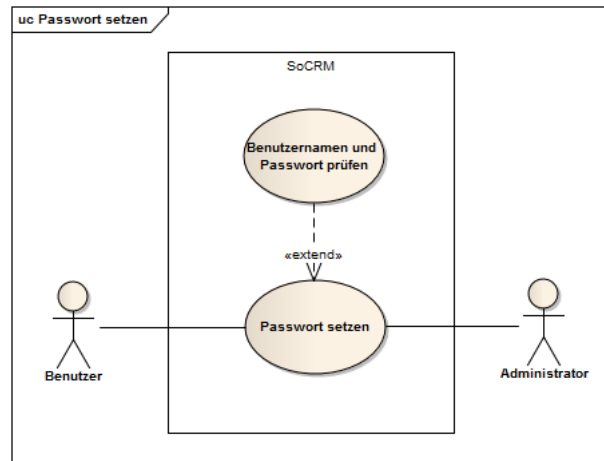 uc Passwort setzen
SoCRM
Benutzernamen und
Passwort prüfen
«extend»
Passwort setzen
Benutzer
Administrator